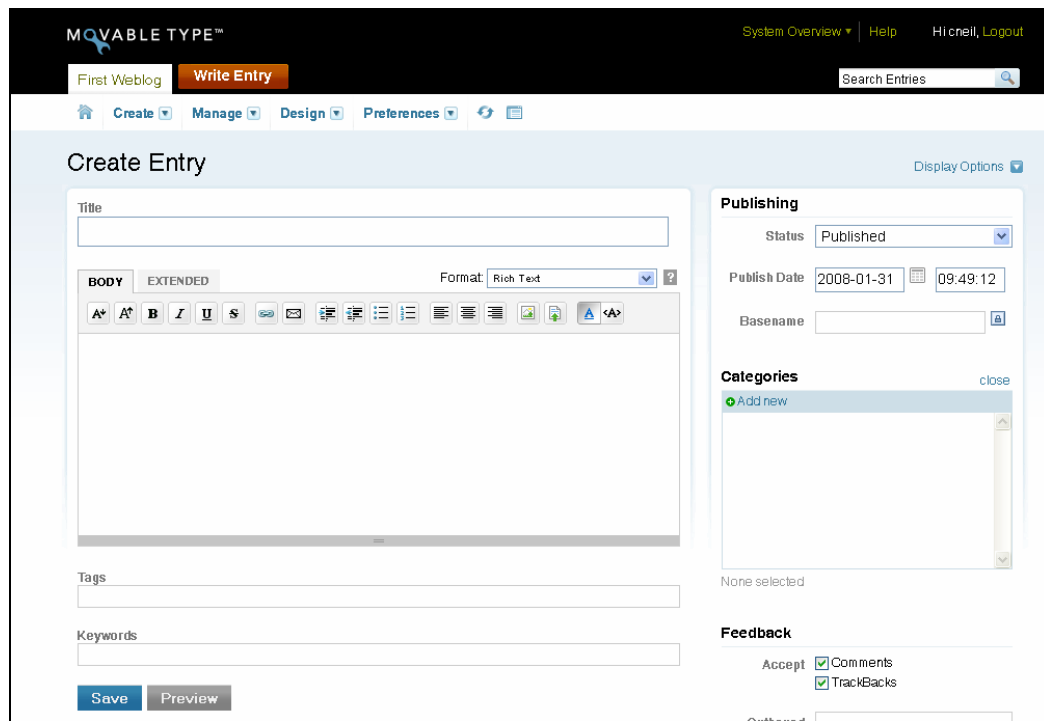 MOVABLE TYPE™
System Overview Help Hi cneil, Logout
First Weblog Write Entry Search Entries
Create Manage Design Preferences
Create Entry
Display Options
Title
BODY EXTENDED Format: Rich Text ?
A A B I U S A <A>
Tags
Keywords
Save Preview
Publishing
Status Published
Publish Date 2008-01-31 09:49:12
Basename
Categories close
Add new
None selected
Feedback
Accept Comments
TrackBacks